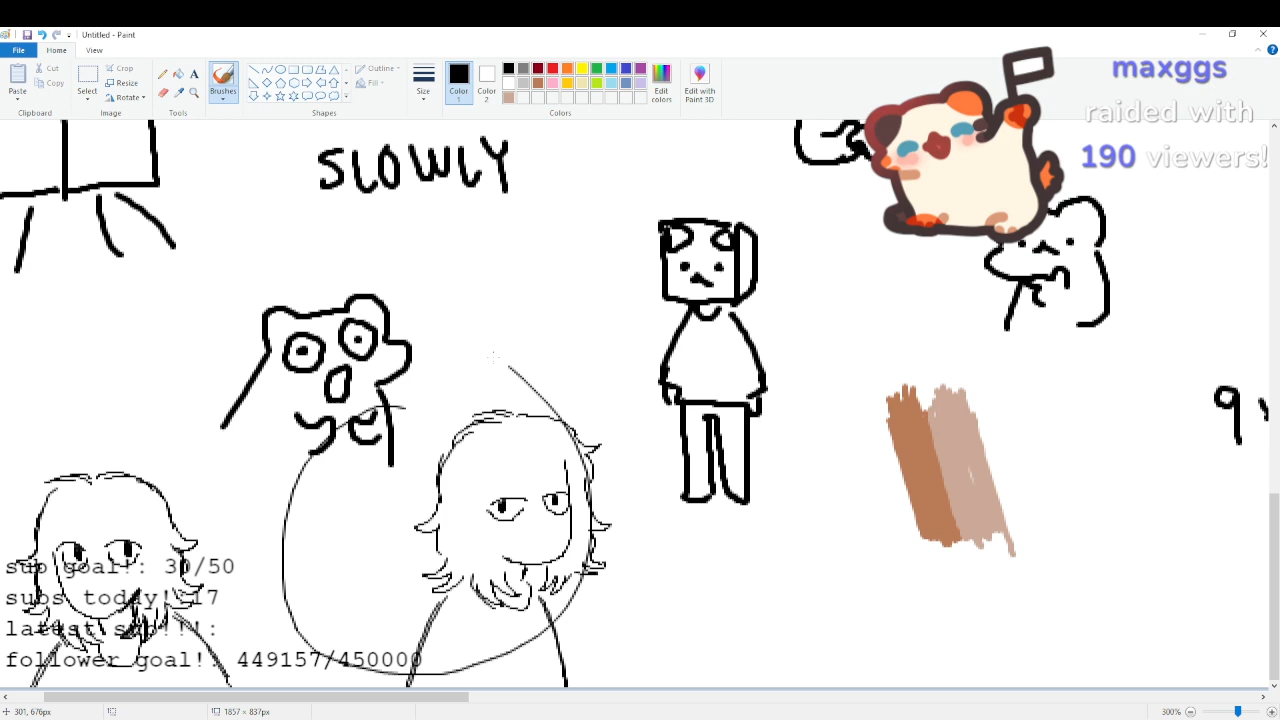 Untitled - Paint
File
Home
View
Paste
Cut
Copy
Clipboard
Select
Crop
Resize
Rotate
Image
Tools
Brushes
Outline
Fill
Shapes
Size
Color 1
Color 2
Edit colors
Edit with Paint 3D
Colors
maxggs
raided with
190 viewers!
SLOWLY
sub goal!: 30/50
subs today!:17
latest sub!!!:
follower goal!: 449157/450000
301, 676px
1857 × 837px
300%